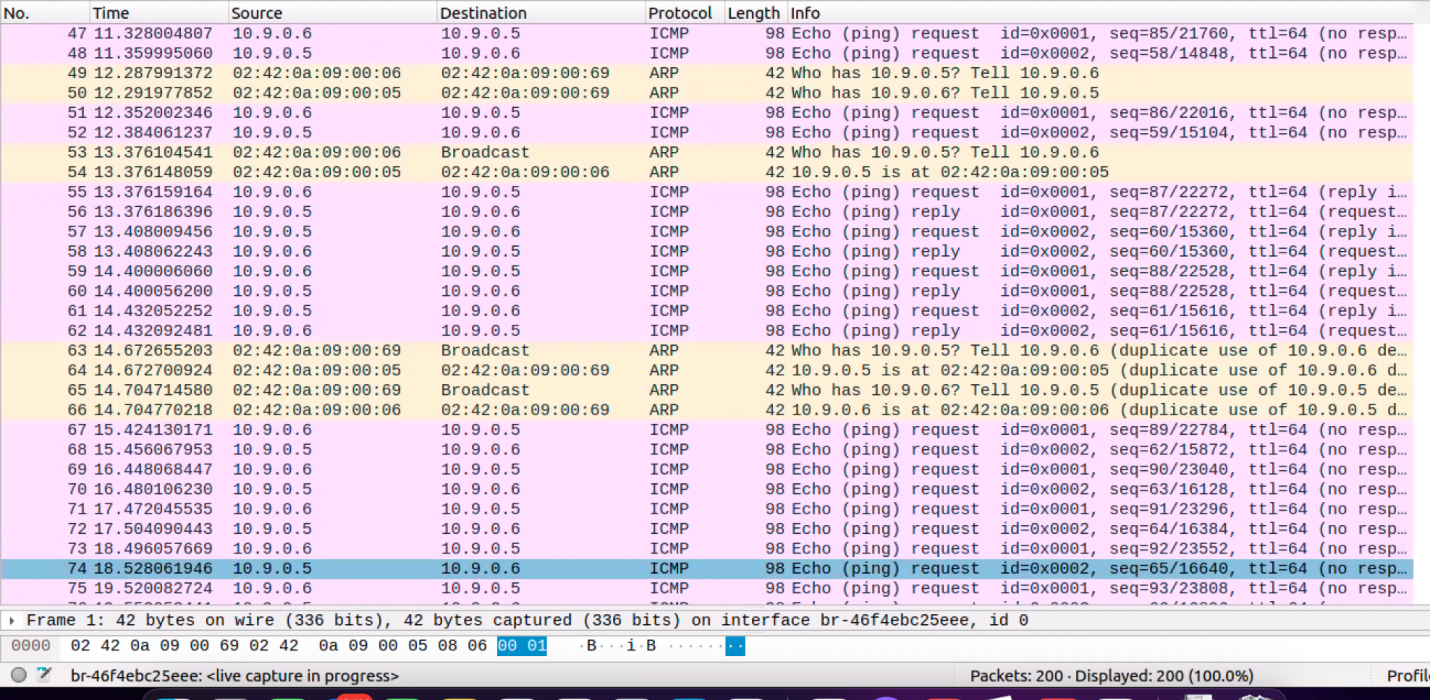 No. Time Source Destination Protocol Length Info
47 11.328004807 10.9.0.6 10.9.0.5 ICMP 98 Echo (ping) request id=0x0001, seq=85/21760, ttl=64 (no resp…
48 11.359995060 10.9.0.5 10.9.0.6 ICMP 98 Echo (ping) request id=0x0002, seq=58/14848, ttl=64 (no resp…
49 12.287991372 02:42:0a:09:00:06 02:42:0a:09:00:69 ARP 42 Who has 10.9.0.5? Tell 10.9.0.6
50 12.291977852 02:42:0a:09:00:05 02:42:0a:09:00:69 ARP 42 Who has 10.9.0.6? Tell 10.9.0.5
51 12.352002346 10.9.0.6 10.9.0.5 ICMP 98 Echo (ping) request id=0x0001, seq=86/22016, ttl=64 (no resp…
52 12.384061237 10.9.0.5 10.9.0.6 ICMP 98 Echo (ping) request id=0x0002, seq=59/15104, ttl=64 (no resp…
53 13.376104541 02:42:0a:09:00:06 Broadcast ARP 42 Who has 10.9.0.5? Tell 10.9.0.6
54 13.376148059 02:42:0a:09:00:05 02:42:0a:09:00:06 ARP 42 10.9.0.5 is at 02:42:0a:09:00:05
55 13.376159164 10.9.0.6 10.9.0.5 ICMP 98 Echo (ping) request id=0x0001, seq=87/22272, ttl=64 (reply i…
56 13.376186396 10.9.0.5 10.9.0.6 ICMP 98 Echo (ping) reply id=0x0001, seq=87/22272, ttl=64 (request…
57 13.408009456 10.9.0.5 10.9.0.6 ICMP 98 Echo (ping) request id=0x0002, seq=60/15360, ttl=64 (reply i…
58 13.408062243 10.9.0.6 10.9.0.5 ICMP 98 Echo (ping) reply id=0x0002, seq=60/15360, ttl=64 (request…
59 14.400006060 10.9.0.6 10.9.0.5 ICMP 98 Echo (ping) request id=0x0001, seq=88/22528, ttl=64 (reply i…
60 14.400056200 10.9.0.5 10.9.0.6 ICMP 98 Echo (ping) reply id=0x0001, seq=88/22528, ttl=64 (request…
61 14.432052252 10.9.0.5 10.9.0.6 ICMP 98 Echo (ping) request id=0x0002, seq=61/15616, ttl=64 (reply i…
62 14.432092481 10.9.0.6 10.9.0.5 ICMP 98 Echo (ping) reply id=0x0002, seq=61/15616, ttl=64 (request…
63 14.672655203 02:42:0a:09:00:69 Broadcast ARP 42 Who has 10.9.0.5? Tell 10.9.0.6 (duplicate use of 10.9.0.6 de…
64 14.672700924 02:42:0a:09:00:05 02:42:0a:09:00:69 ARP 42 10.9.0.5 is at 02:42:0a:09:00:05 (duplicate use of 10.9.0.6 d…
65 14.704714580 02:42:0a:09:00:69 Broadcast ARP 42 Who has 10.9.0.6? Tell 10.9.0.5 (duplicate use of 10.9.0.5 de…
66 14.704770218 02:42:0a:09:00:06 02:42:0a:09:00:69 ARP 42 10.9.0.6 is at 02:42:0a:09:00:06 (duplicate use of 10.9.0.5 d…
67 15.424130171 10.9.0.6 10.9.0.5 ICMP 98 Echo (ping) request id=0x0001, seq=89/22784, ttl=64 (no resp…
68 15.456067953 10.9.0.5 10.9.0.6 ICMP 98 Echo (ping) request id=0x0002, seq=62/15872, ttl=64 (no resp…
69 16.448068447 10.9.0.6 10.9.0.5 ICMP 98 Echo (ping) request id=0x0001, seq=90/23040, ttl=64 (no resp…
70 16.480106230 10.9.0.5 10.9.0.6 ICMP 98 Echo (ping) request id=0x0002, seq=63/16128, ttl=64 (no resp…
71 17.472045535 10.9.0.6 10.9.0.5 ICMP 98 Echo (ping) request id=0x0001, seq=91/23296, ttl=64 (no resp…
72 17.504090443 10.9.0.5 10.9.0.6 ICMP 98 Echo (ping) request id=0x0002, seq=64/16384, ttl=64 (no resp…
73 18.496057669 10.9.0.6 10.9.0.5 ICMP 98 Echo (ping) request id=0x0001, seq=92/23552, ttl=64 (no resp…
74 18.528061946 10.9.0.5 10.9.0.6 ICMP 98 Echo (ping) request id=0x0002, seq=65/16640, ttl=64 (no resp…
75 19.520082724 10.9.0.6 10.9.0.5 ICMP 98 Echo (ping) request id=0x0001, seq=93/23808, ttl=64 (no resp…
Frame 1: 42 bytes on wire (336 bits), 42 bytes captured (336 bits) on interface br-46f4ebc25eee, id 0
0000 02 42 0a 09 00 69 02 42 0a 09 00 05 08 06 00 01 ·B···i·B ········
br-46f4ebc25eee: <live capture in progress> Packets: 200 · Displayed: 200 (100.0%) Profil